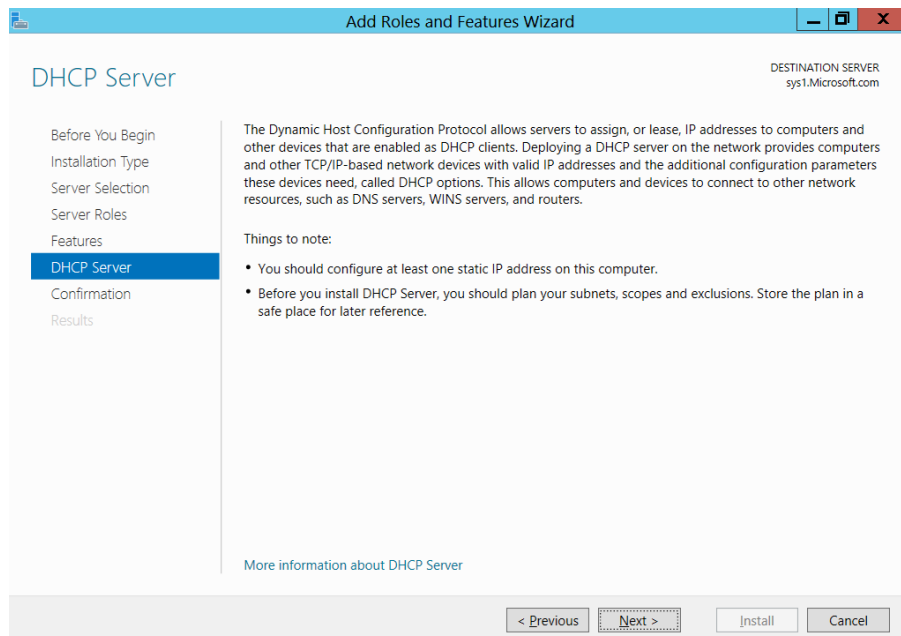 Add Roles and Features Wizard
DHCP Server
DESTINATION SERVER
sys1.Microsoft.com
Before You Begin
Installation Type
Server Selection
Server Roles
Features
DHCP Server
Confirmation
Results
The Dynamic Host Configuration Protocol allows servers to assign, or lease, IP addresses to computers and
other devices that are enabled as DHCP clients. Deploying a DHCP server on the network provides computers
and other TCP/IP-based network devices with valid IP addresses and the additional configuration parameters
these devices need, called DHCP options. This allows computers and devices to connect to other network
resources, such as DNS servers, WINS servers, and routers.
Things to note:
• You should configure at least one static IP address on this computer.
• Before you install DHCP Server, you should plan your subnets, scopes and exclusions. Store the plan in a
safe place for later reference.
More information about DHCP Server
< Previous
Next >
Install
Cancel